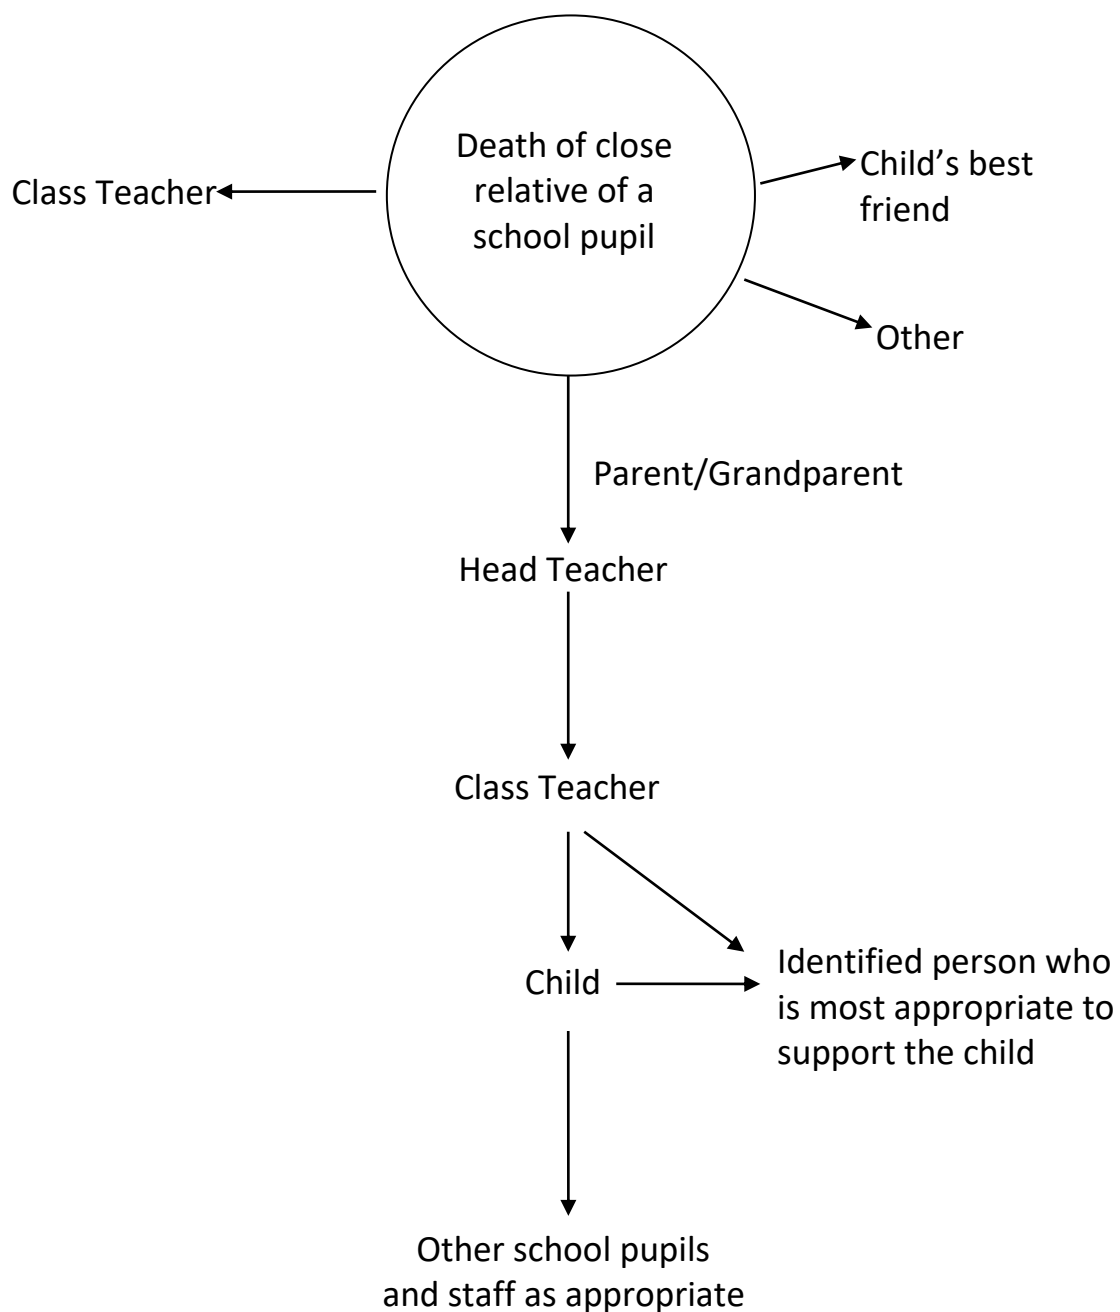 Death of close
relative of a
school pupil
Class Teacher
Child’s best
friend
Other
Parent/Grandparent
Head Teacher
Class Teacher
Child
Identified person who
is most appropriate to
support the child
Other school pupils
and staff as appropriate